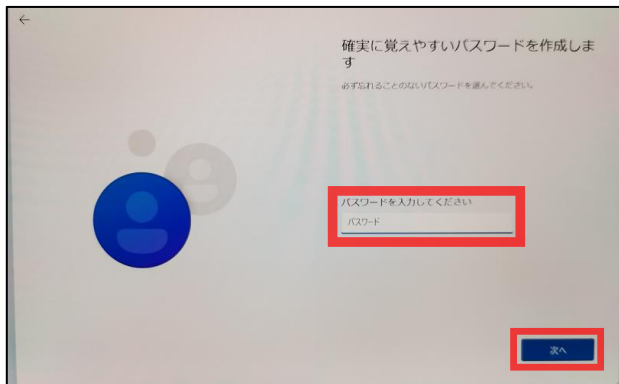 ←
確実に覚えやすいパスワードを作成しま
す
必ず忘れることのないパスワードを選んでください。
パスワードを入力してください
パスワード
次へ